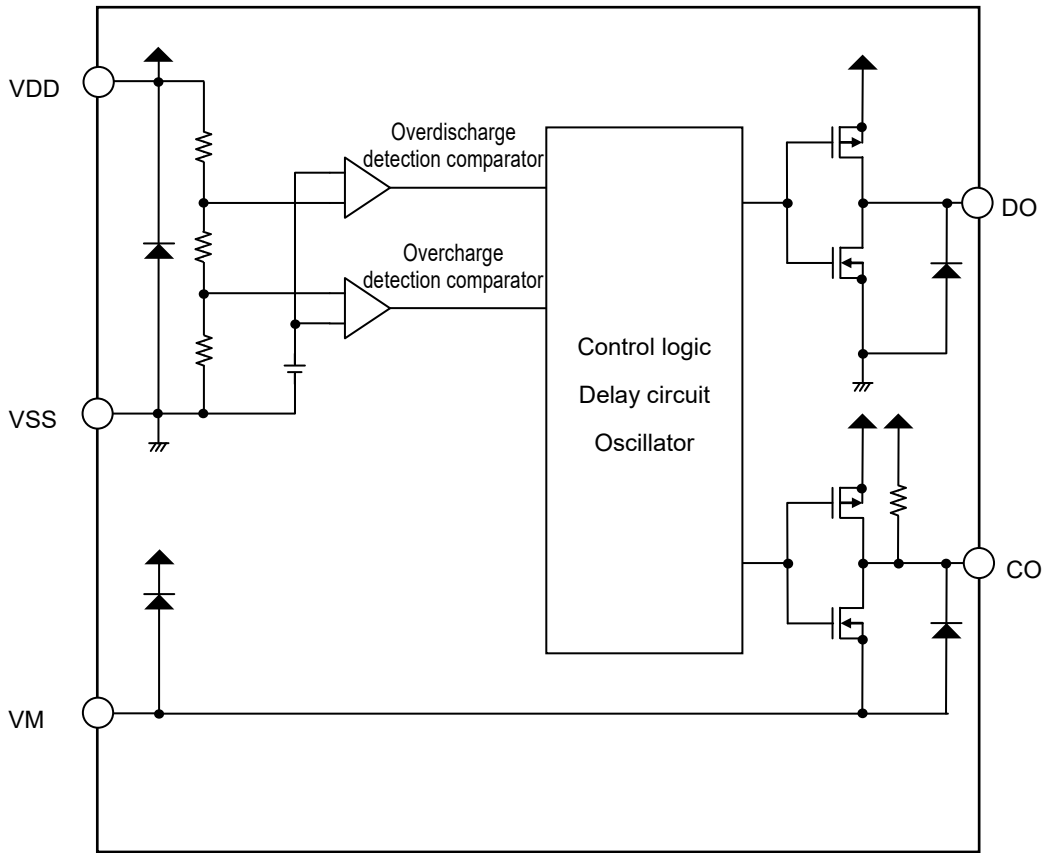 VDD
Overdischarge
detection comparator
DO
Overcharge
detection comparator
Control logic
Delay circuit
Oscillator
VSS
CO
VM